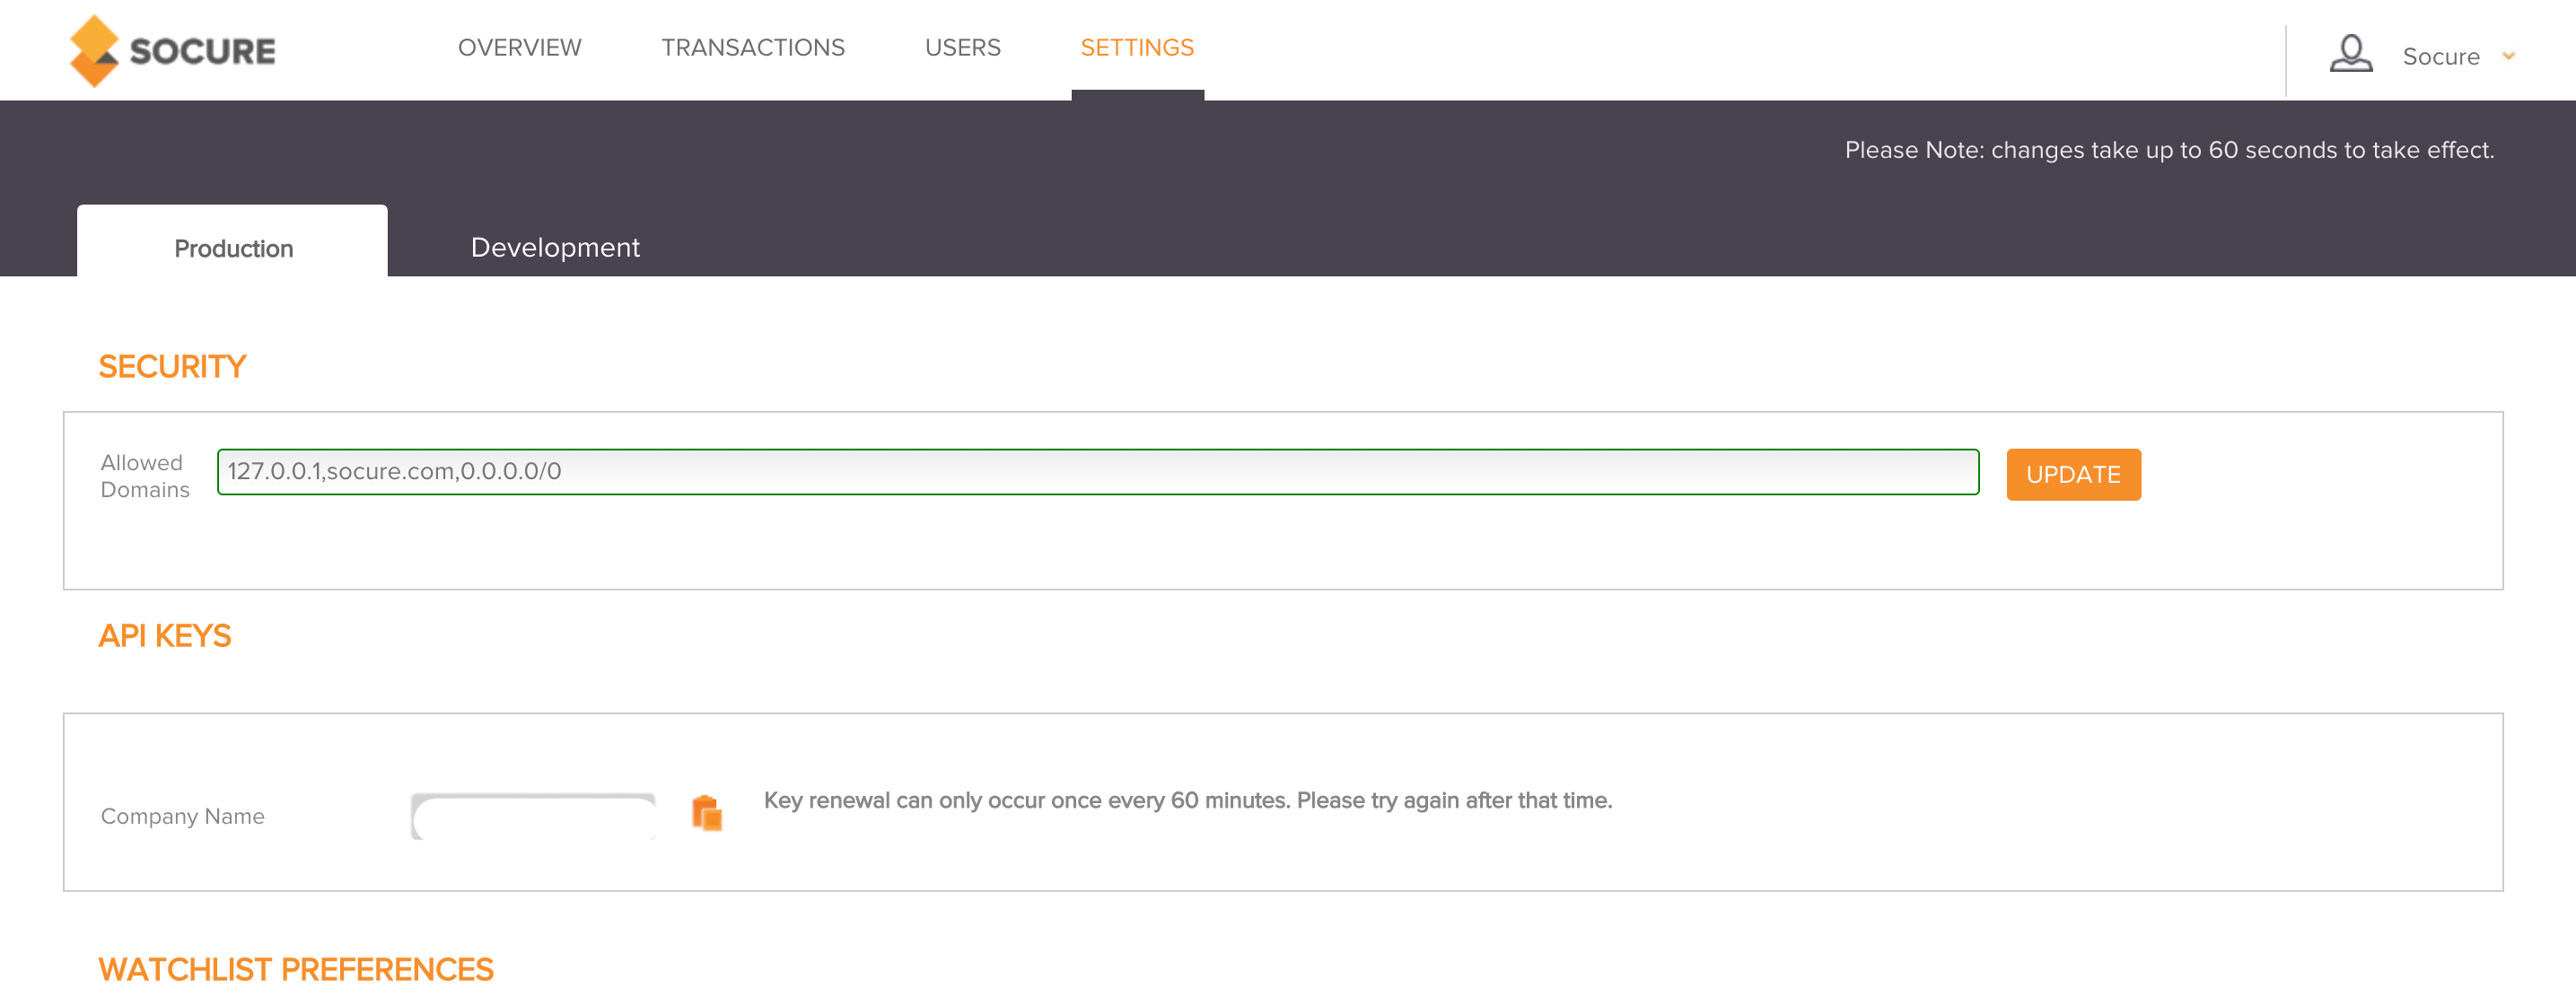 SOCURE
OVERVIEW TRANSACTIONS USERS SETTINGS
Socure
Please Note: changes take up to 60 seconds to take effect.
Production Development
SECURITY
Allowed
Domains
127.0.0.1,socure.com,0.0.0.0/0
UPDATE
API KEYS
Company Name
Key renewal can only occur once every 60 minutes. Please try again after that time.
WATCHLIST PREFERENCES